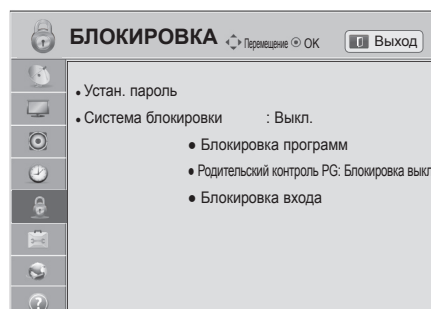 БЛОКИРОВКА Перемещение OK Выход
• Устан. пароль
• Система блокировки : Выкл.
• Блокировка программ
• Родительский контроль PG: Блокировка выкл
• Блокировка входа